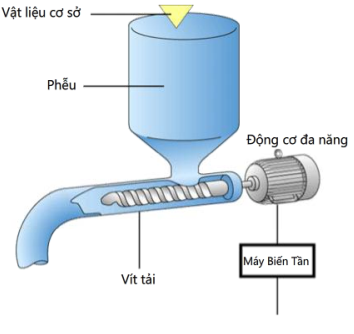 Vật liệu cơ sở
Phễu
Động cơ đa năng
Máy Biến Tần
Vít tải